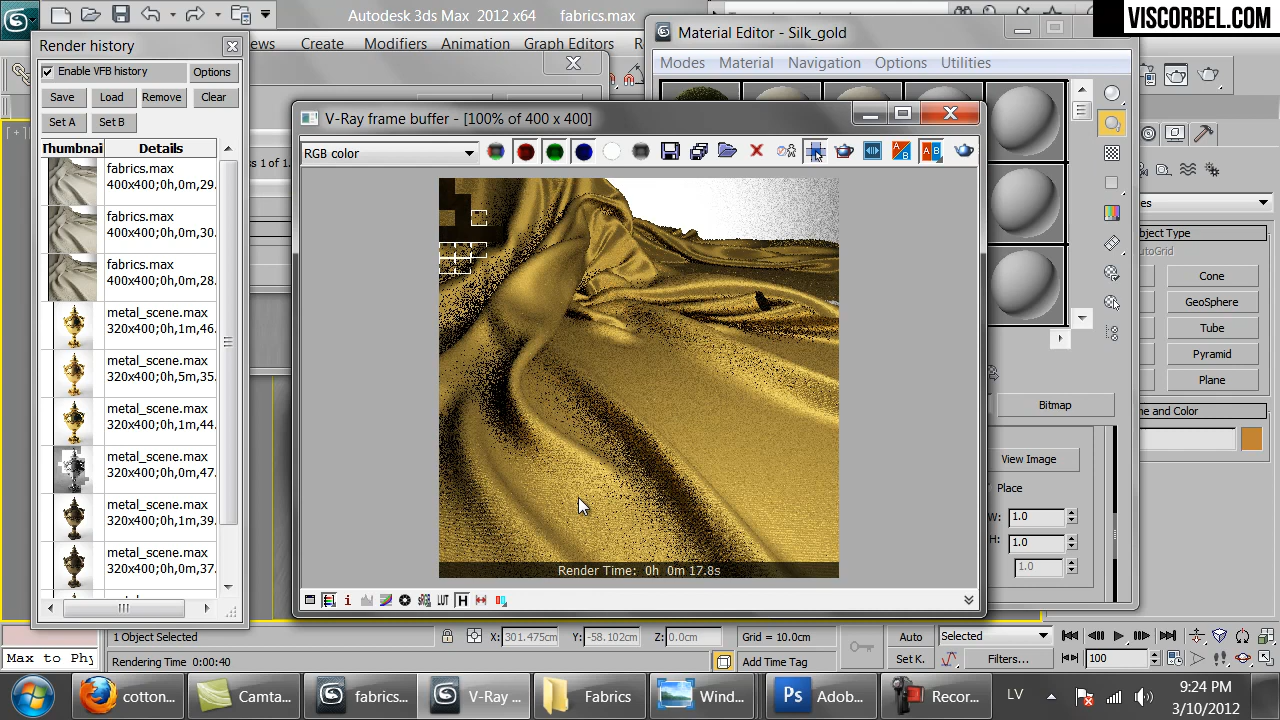 Autodesk 3ds Max 2012 x64 fabrics.max
VISCORBEL.COM
Create Modifiers Animation Graph Editors
Render history
Enable VFB history Options
Save Load Remove Clear
Set A Set B
Details
fabrics.max
400x400;0h,0m,29.
fabrics.max
400x400;0h,0m,30.
fabrics.max
400x400;0h,0m,28.
metal_scene.max
320x400;0h,1m,46.
metal_scene.max
320x400;0h,5m,35.
metal_scene.max
320x400;0h,1m,44.
metal_scene.max
320x400;0h,0m,47.
metal_scene.max
320x400;0h,1m,39.
metal_scene.max
320x400;0h,0m,37.
Material Editor - Silk_gold
Modes Material Navigation Options Utilities
V-Ray frame buffer - [100% of 400 x 400]
RGB color
Render Time: 0h 0m 17.8s
Cone
GeoSphere
Tube
Pyramid
Plane
Bitmap
View Image
Place
W: 1.0
H: 1.0
1.0
1 Object Selected X: 301.475cm Y: -58.102cm Z: 0.0cm Grid = 10.0cm Auto Selected
Max to Phy Rendering Time 0:00:40 Add Time Tag Set K. Filters... 100
cotton... Camta... fabrics... V-Ray ... Fabrics Wind... Ps Adob... Recor... LV
9:24 PM
3/10/2012